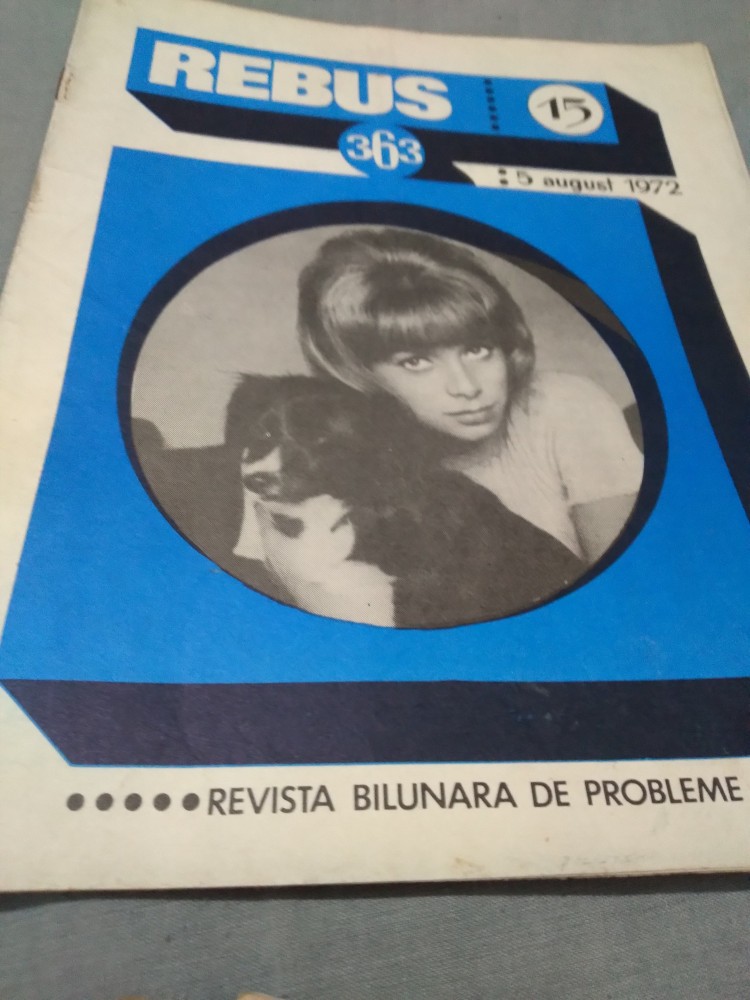 REBUS
15
363
: 5 august 1972
•••••REVISTA BILUNARA DE PROBLEME